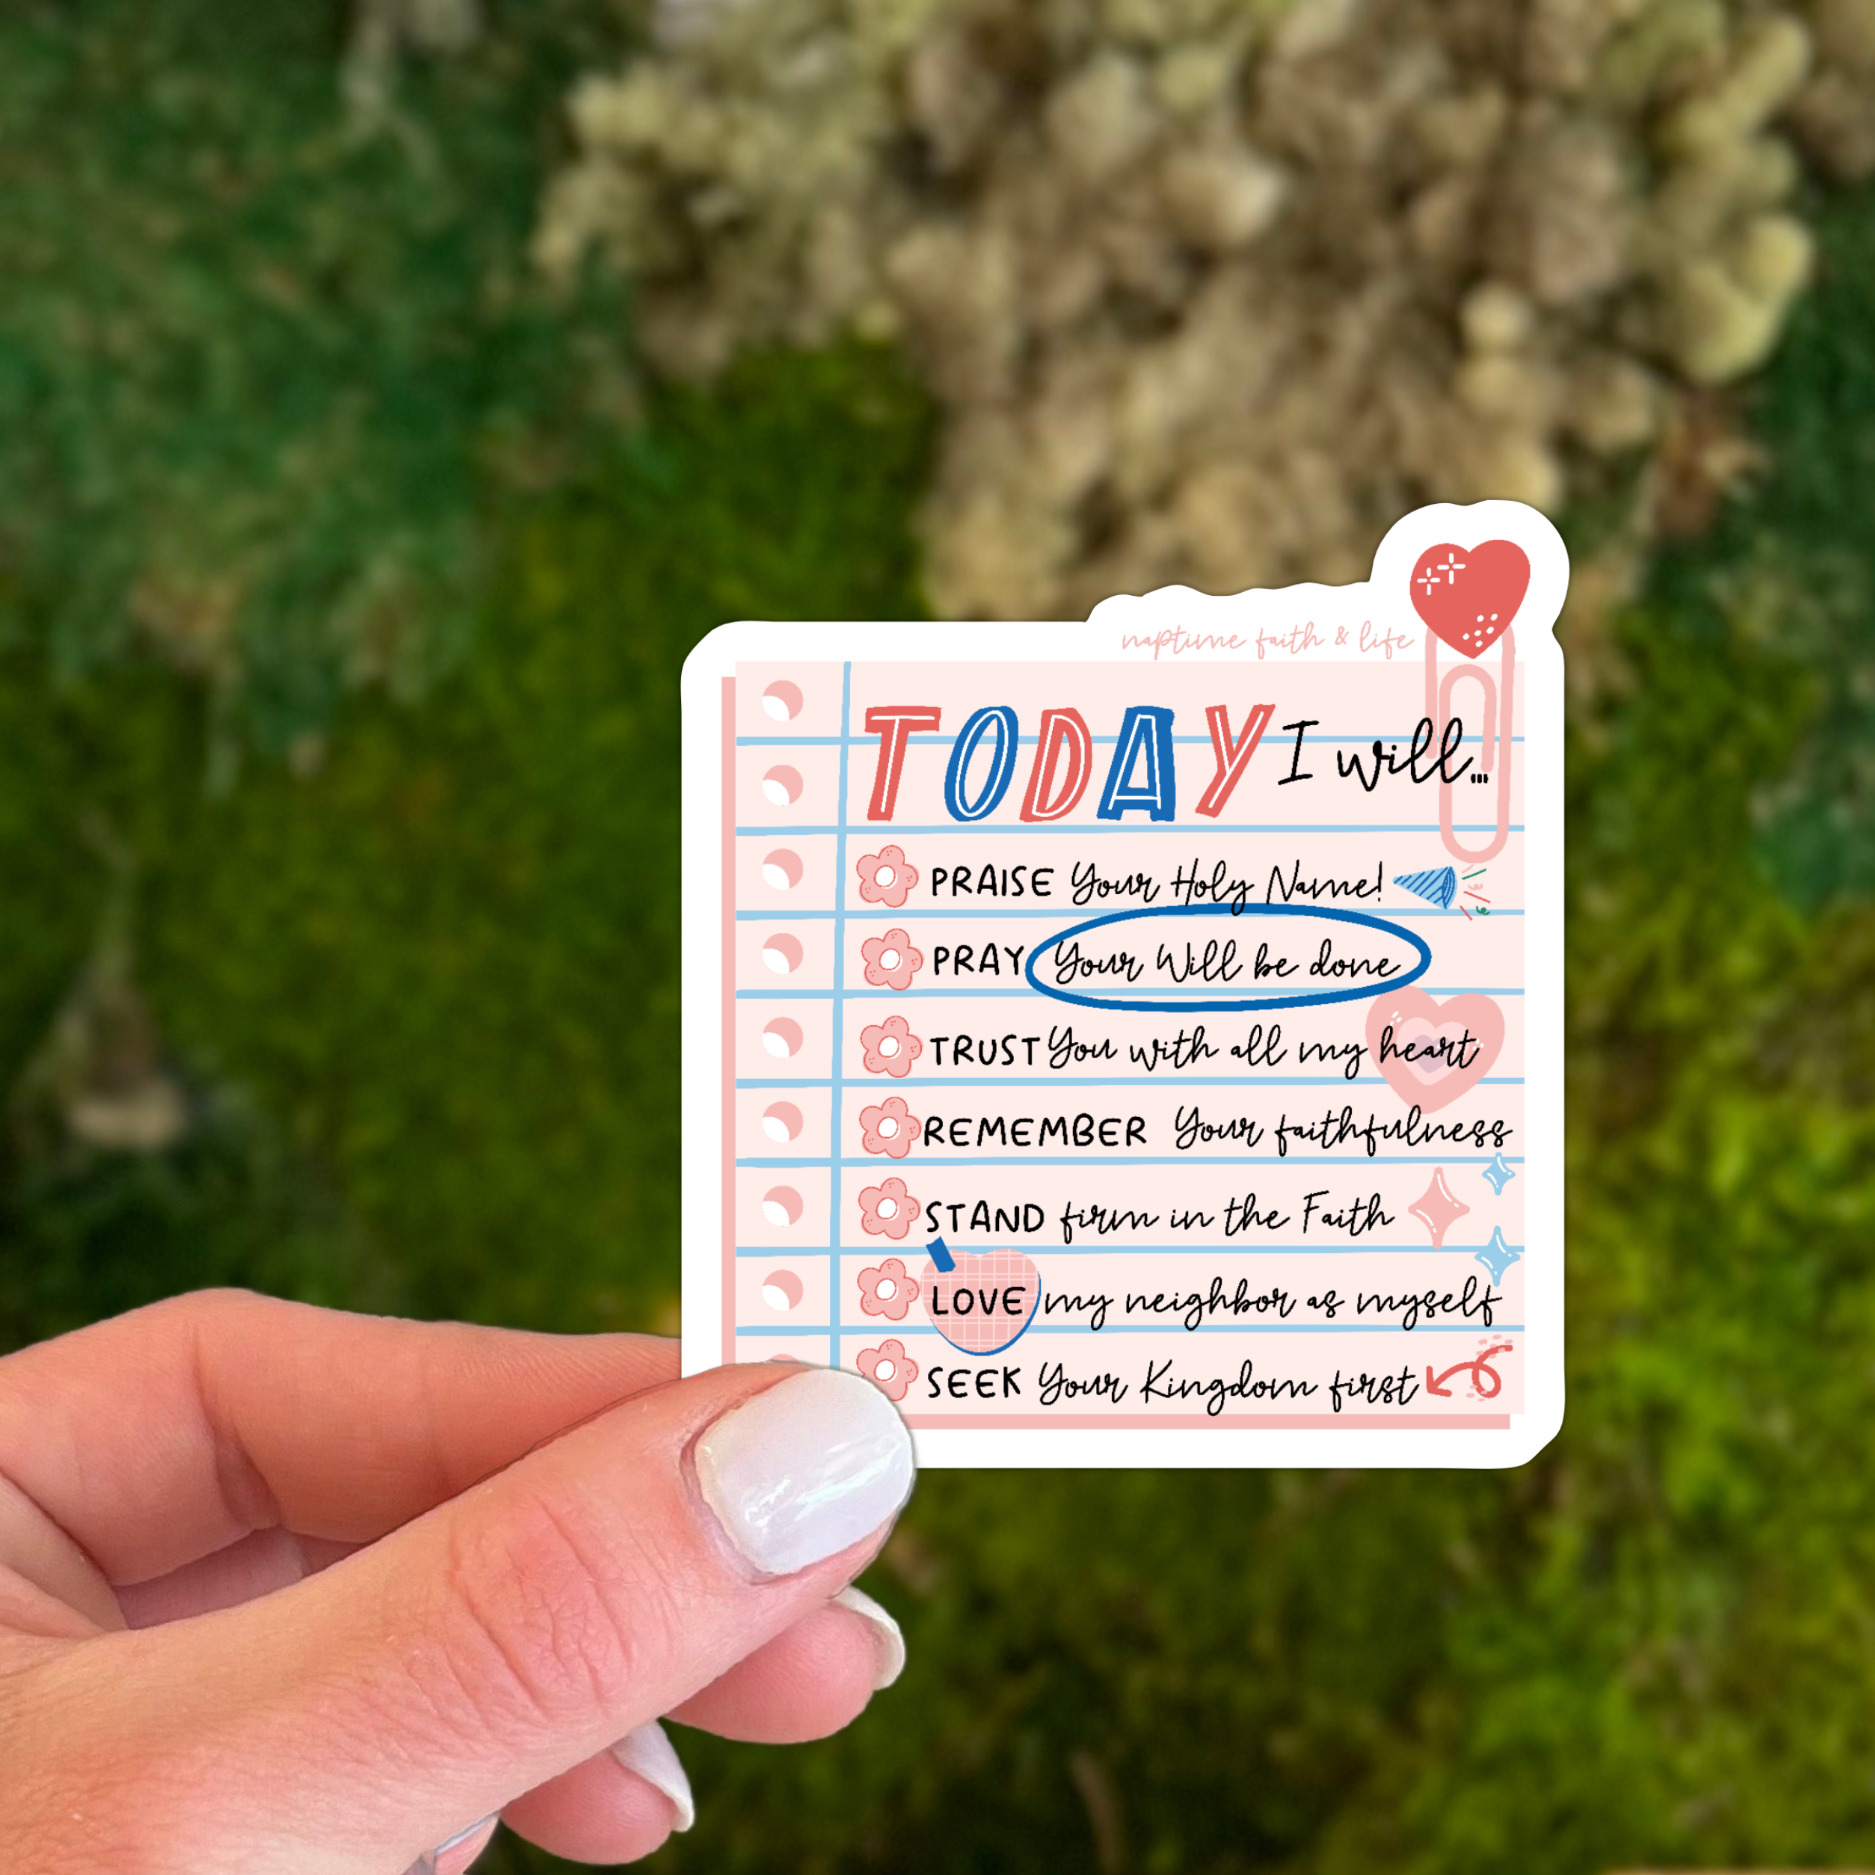 naptime faith & life
TODAY I will...
PRAISE Your Holy Name!
PRAY Your Will be done
TRUST You with all my heart
REMEMBER Your faithfulness
STAND firm in the Faith
LOVE my neighbor as myself
SEEK Your Kingdom first